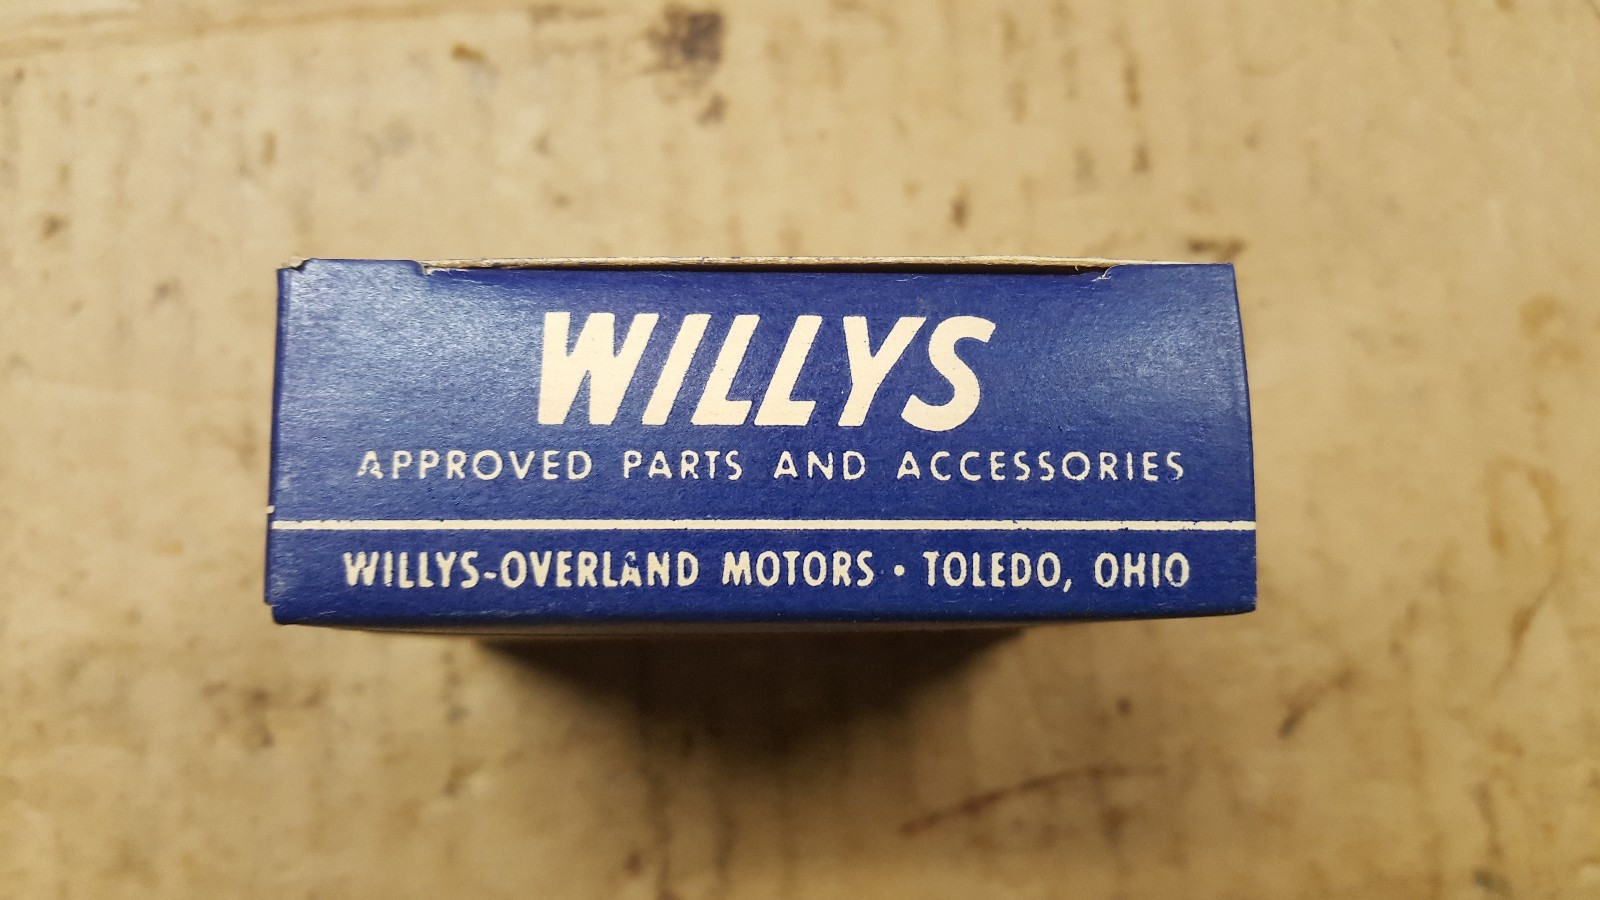 WILLYS
APPROVED PARTS AND ACCESSORIES
WILLYS-OVERLAND MOTORS • TOLEDO, OHIO